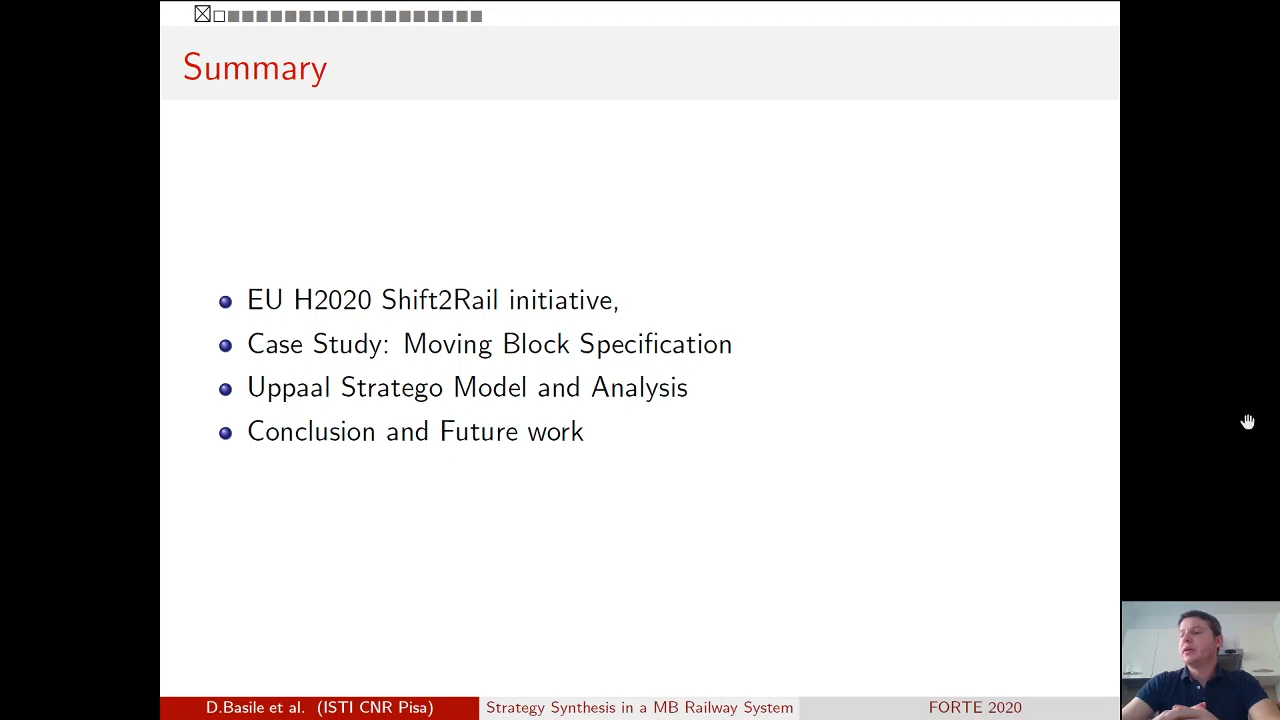 Summary
EU H2020 Shift2Rail initiative,
Case Study: Moving Block Specification
Uppaal Stratego Model and Analysis
Conclusion and Future work
D.Basile et al. (ISTI CNR Pisa)
Strategy Synthesis in a MB Railway System
FORTE 2020